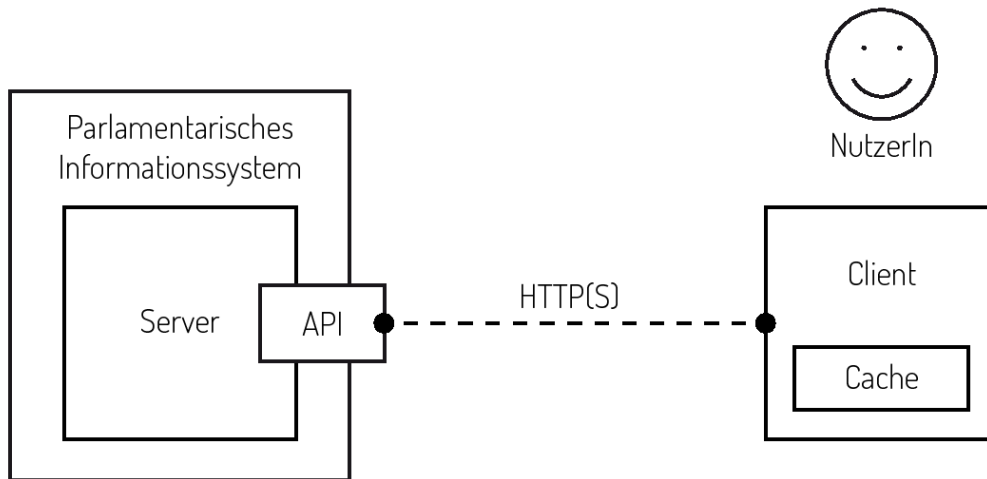 Parlamentarisches
Informationssystem
Server
API
HTTP(S)
NutzerIn
Client
Cache